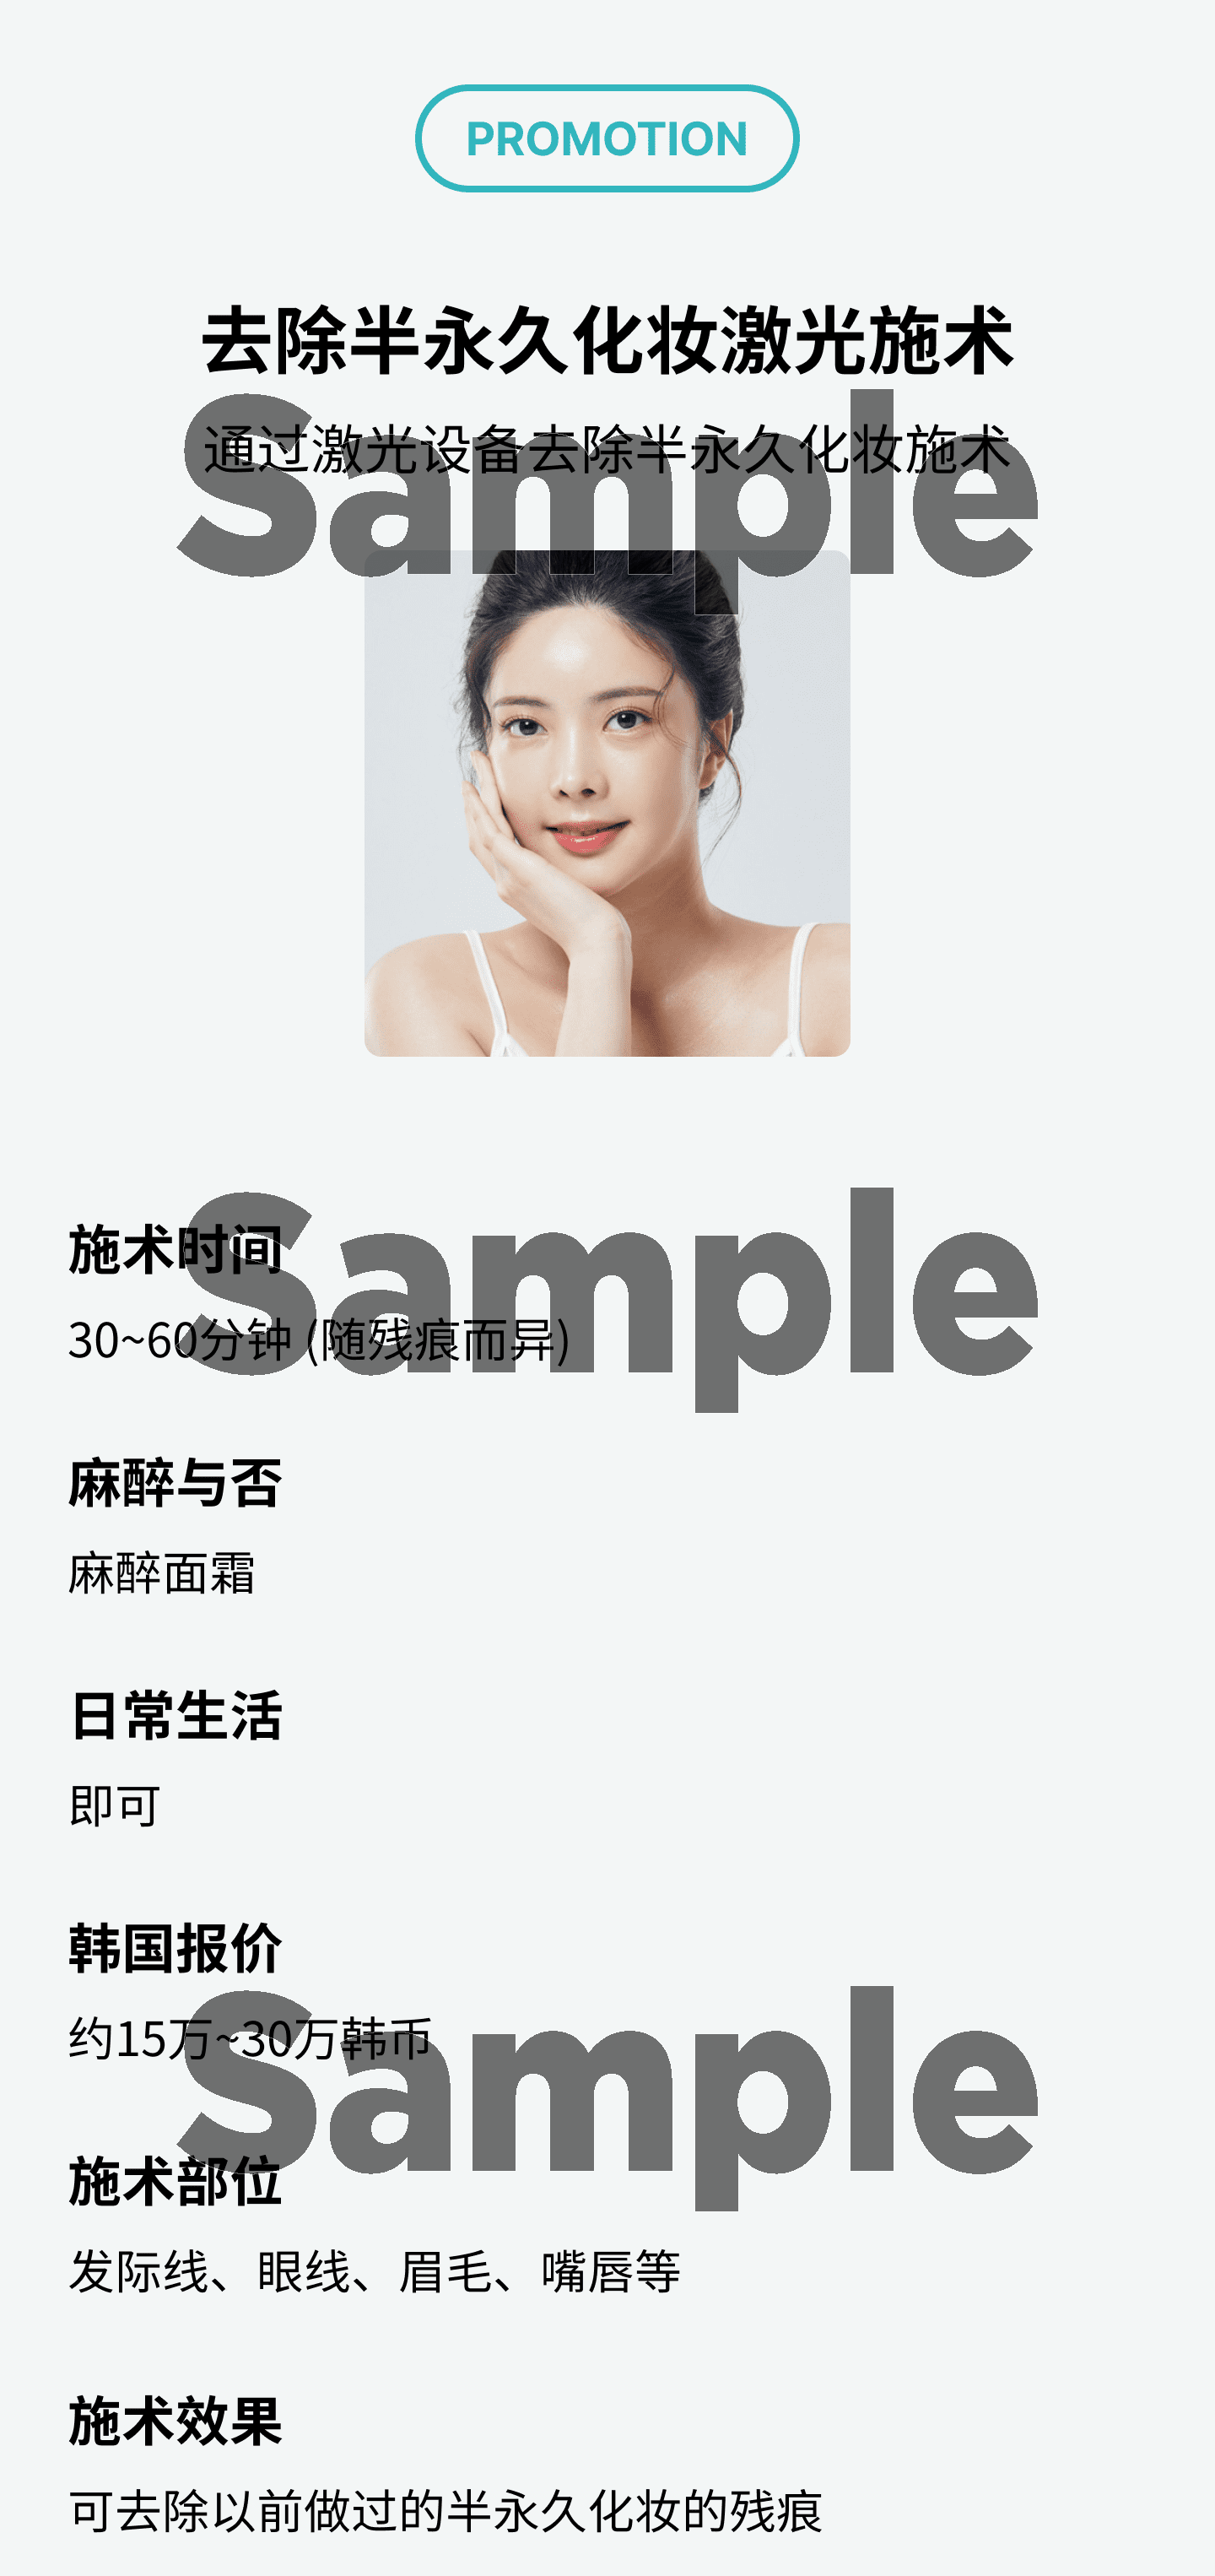 PROMOTION
去除半永久化妆激光施术
通过激光设备去除半永久化妆施术
Sample
施术时间
30~60分钟 (随残痕而异)
Sample
麻醉与否
麻醉面霜
日常生活
即可
韩国报价
约15万~30万韩币
Sample
施术部位
发际线、眼线、眉毛、嘴唇等
施术效果
可去除以前做过的半永久化妆的残痕